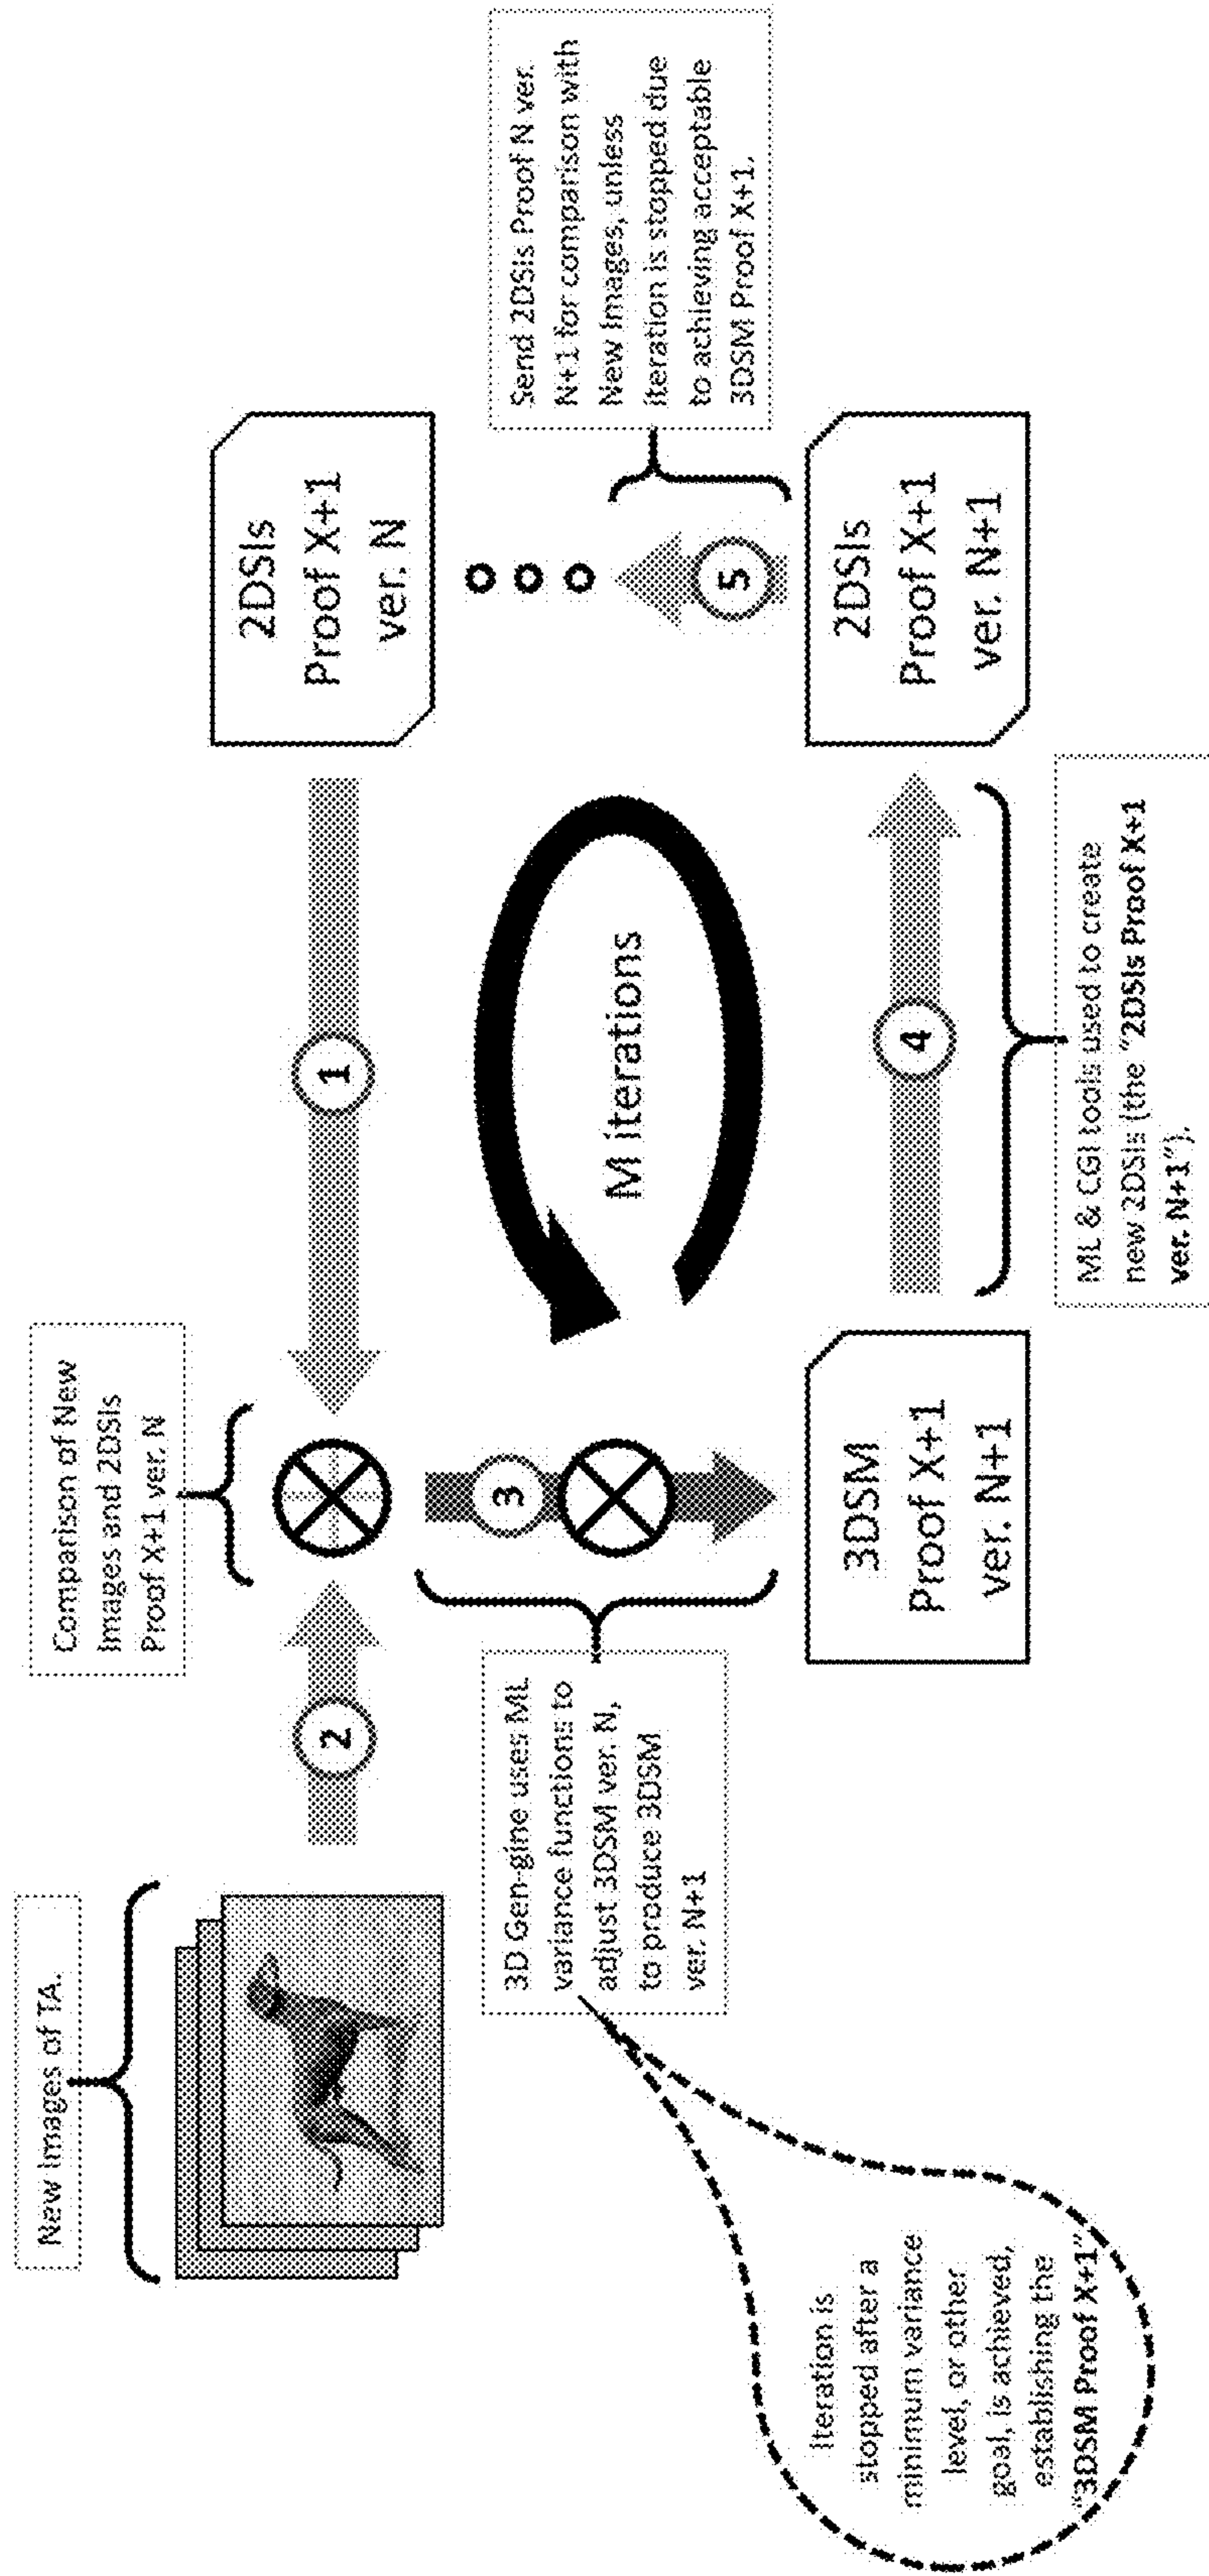 New Images of TA.
Comparison of New
Images and 2DSIs
Proof X+1 ver. N
2
1
2DSIs
Proof X+1
ver. N
3D Gen-gine uses ML
variance functions to
adjust 3DSM ver. N,
to produce 3DSM
ver. N+1
3
M iterations
5
Send 2DSIs Proof N ver.
N+1 for comparison with
New Images, unless
iteration is stopped due
to achieving acceptable
3DSM Proof X+1.
Iteration is
stopped after a
minimum variance
level, or other
goal, is achieved,
establishing the
"3DSM Proof X+1"
3DSM
Proof X+1
ver. N+1
4
2DSIs
Proof X+1
ver. N+1
ML & CGI tools used to create
new 2DSIs (the "2DSIs Proof X+1
ver. N+1").